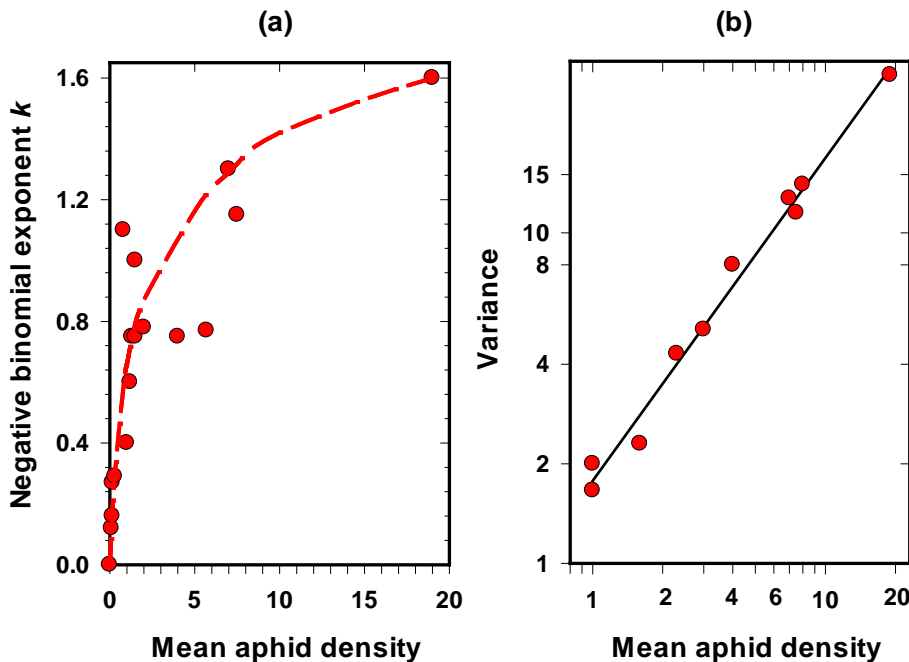 (a)
Negative binomial exponent k
1.6
1.2
0.8
0.4
0.0
0 5 10 15 20
Mean aphid density
(b)
Variance
15
10
8
4
2
1
1 2 4 6 10 20
Mean aphid density